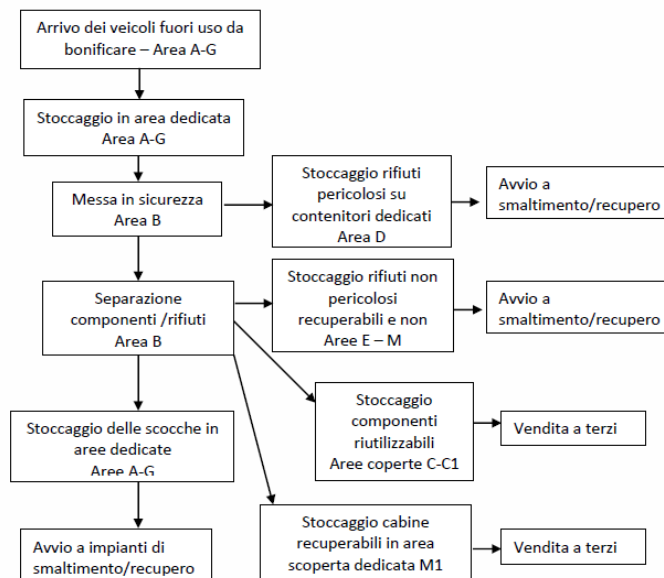 Arrivo dei veicoli fuori uso da
bonificare – Area A-G
Stoccaggio in area dedicata
Area A-G
Messa in sicurezza
Area B
Stoccaggio rifiuti
pericolosi su
contenitori dedicati
Area D
Avvio a
smaltimento/recupero
Separazione
componenti /rifiuti
Area B
Stoccaggio rifiuti non
pericolosi
recuperabili e non
Aree E – M
Avvio a
smaltimento/recupero
Stoccaggio
componenti
riutilizzabili
Aree coperte C-C1
Vendita a terzi
Stoccaggio delle scocche in
aree dedicate
Aree A-G
Avvio a impianti di
smaltimento/recupero
Stoccaggio cabine
recuperabili in area
scoperta dedicata M1
Vendita a terzi